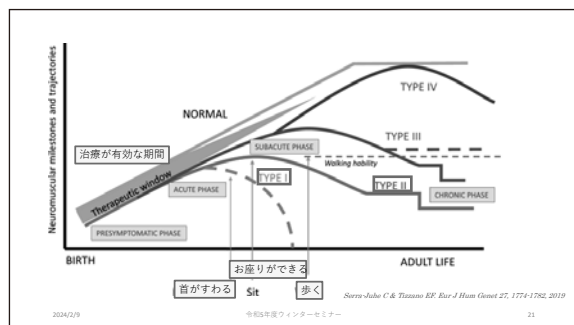 Neuromuscular milestones and trajectories
NORMAL
TYPE IV
治療が有効な期間
SUBACUTE PHASE
TYPE III
Walking hability
Therapeutic window
ACUTE PHASE
TYPE I
TYPE II
CHRONIC PHASE
PRESYMPTOMATIC PHASE
BIRTH
お座りができる
ADULT LIFE
首がすわる
Sit
歩く
Serra-Juhe C & Tizzano EF. Eur J Hum Genet 27, 1774-1782, 2019
2024/2/9
令和5年度ウィンターセミナー
21